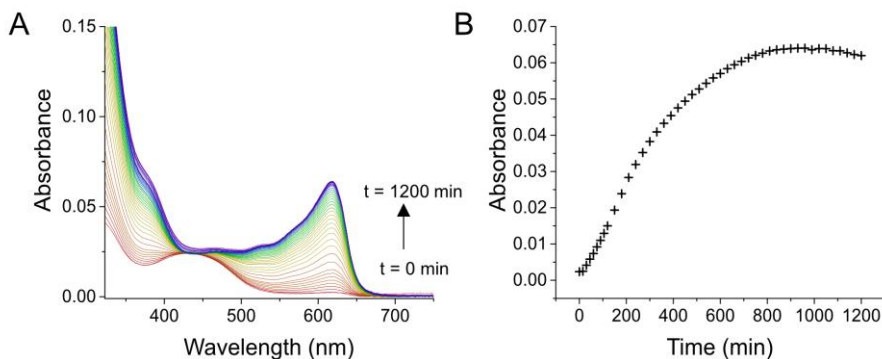 A
0.15
0.10
0.05
0.00
Absorbance
400
500
600
700
Wavelength (nm)
t = 1200 min
t = 0 min
B
0.07
0.06
0.05
0.04
0.03
0.02
0.01
0.00
Absorbance
0
200
400
600
800
1000
1200
Time (min)